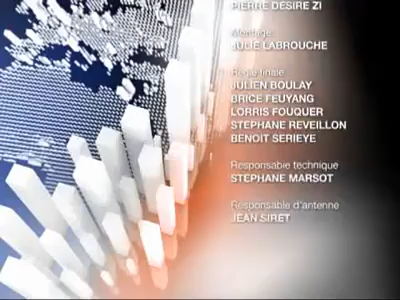 PIERRE DESIRE ZI
Montage
JULIE LABROUCHE
Régie finale
JULIEN BOULAY
BRICE FEUYANG
LORRIS FOUQUER
STEPHANE REVEILLON
BENOIT SERIEYE
Responsable technique
STEPHANE MARSOT
Responsable d'antenne
JEAN SIRET